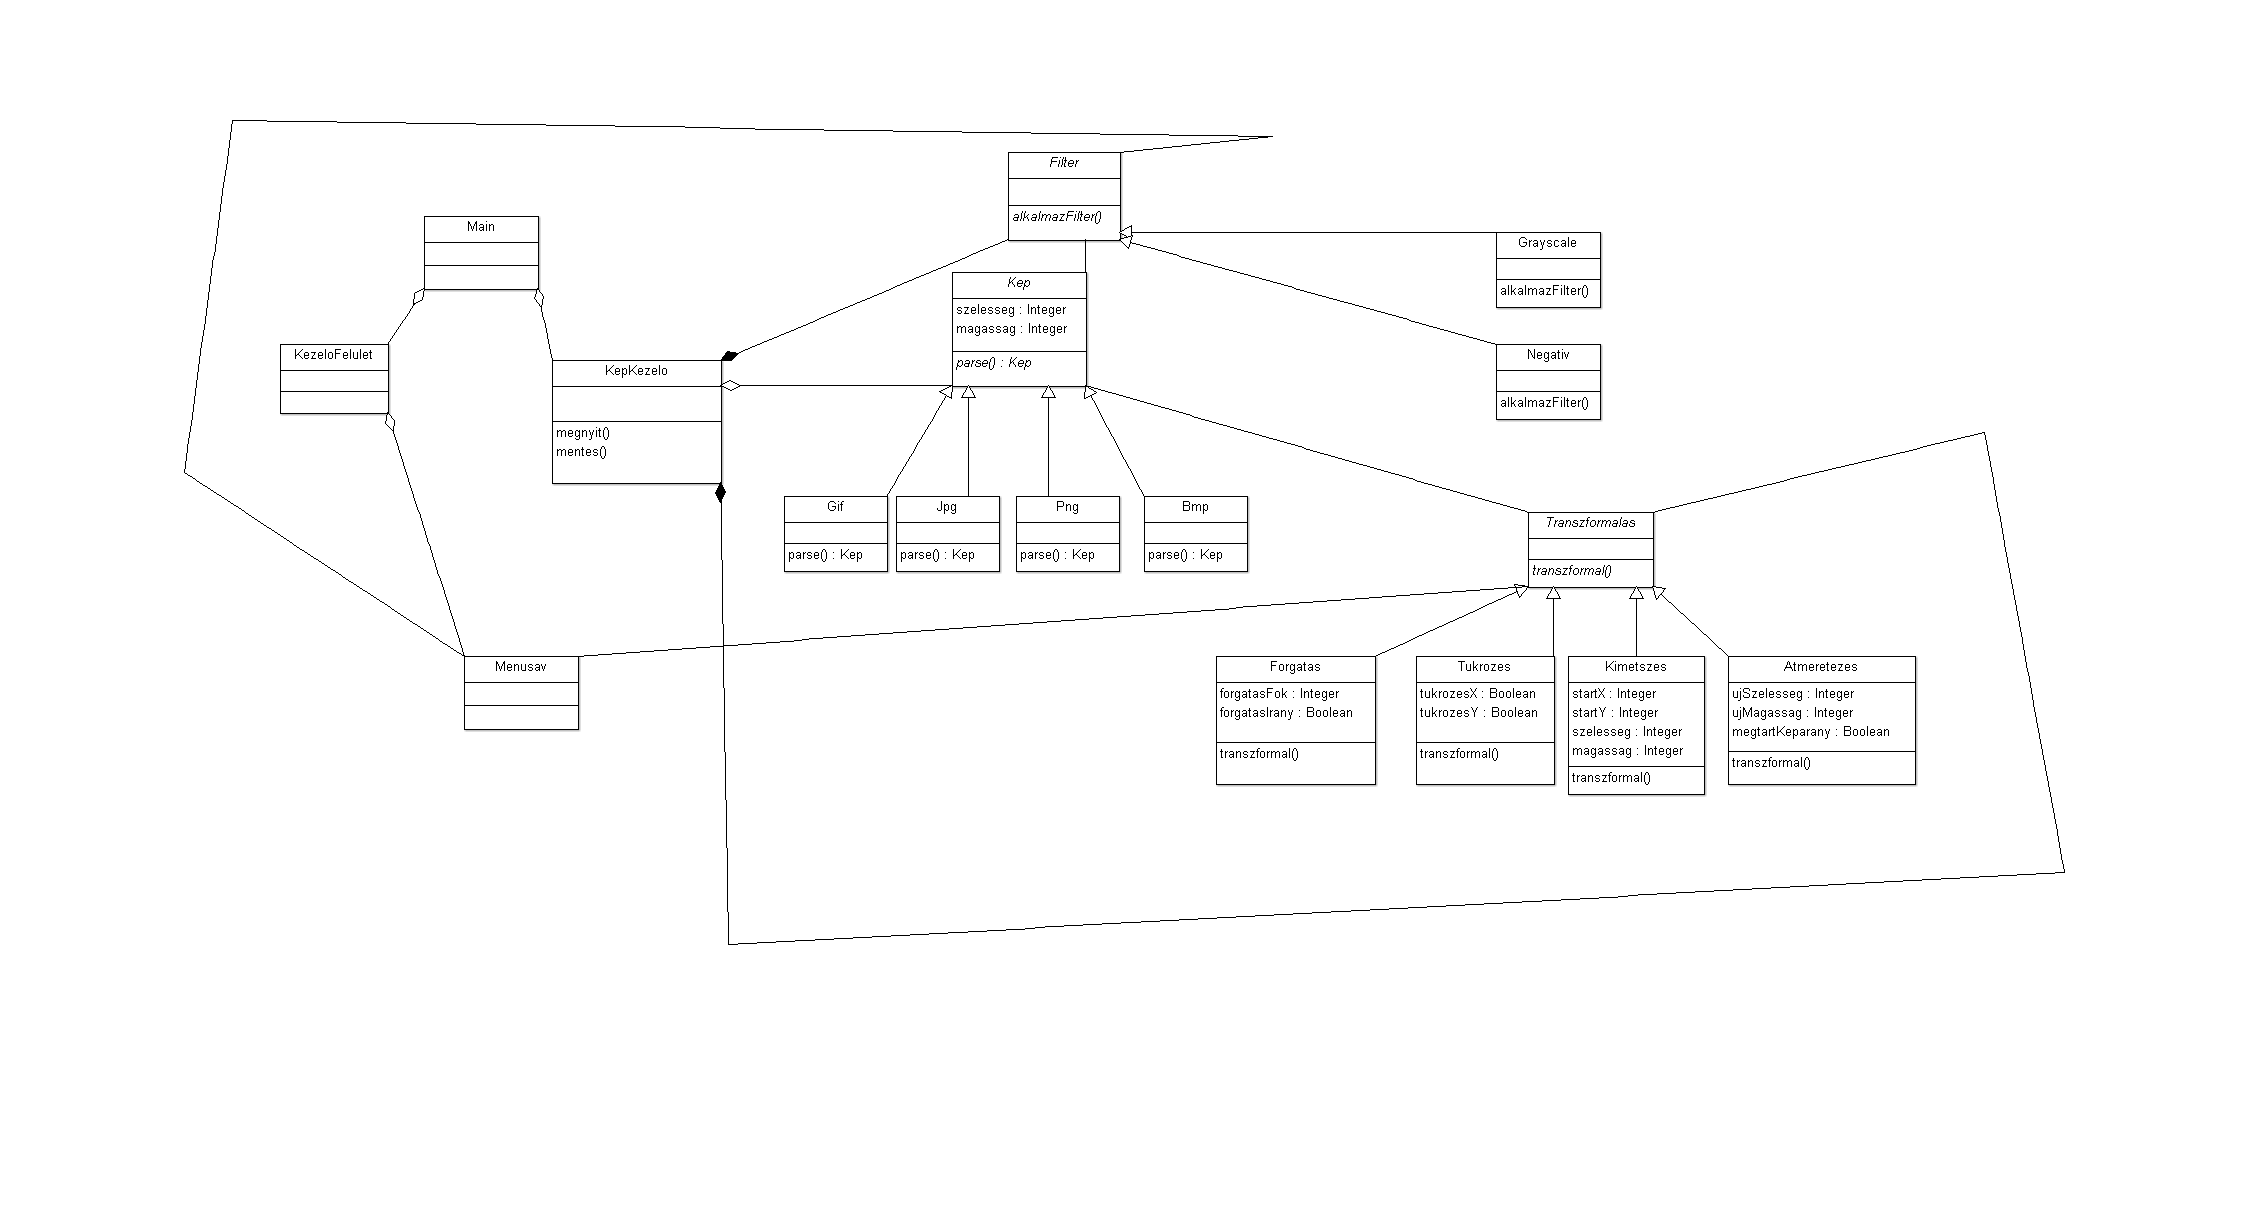 Filter
alkalmazFilter()
Main
Grayscale
alkalmazFilter()
Kep
szelesseg : Integer
magassag : Integer
parse() : Kep
KezeloFelulet
Negativ
alkalmazFilter()
KepKezelo
megnyit()
mentes()
Gif
parse() : Kep
Jpg
parse() : Kep
Png
parse() : Kep
Bmp
parse() : Kep
Transzformalas
transzformal()
Menusav
Forgatas
forgatasFok : Integer
forgatasIrany : Boolean
transzformal()
Tukrozes
tukrozesX : Boolean
tukrozesY : Boolean
transzformal()
Kimetszes
startX : Integer
startY : Integer
szelesseg : Integer
magassag : Integer
transzformal()
Atmeretezes
ujSzelesseg : Integer
ujMagassag : Integer
megtartKeparany : Boolean
transzformal()